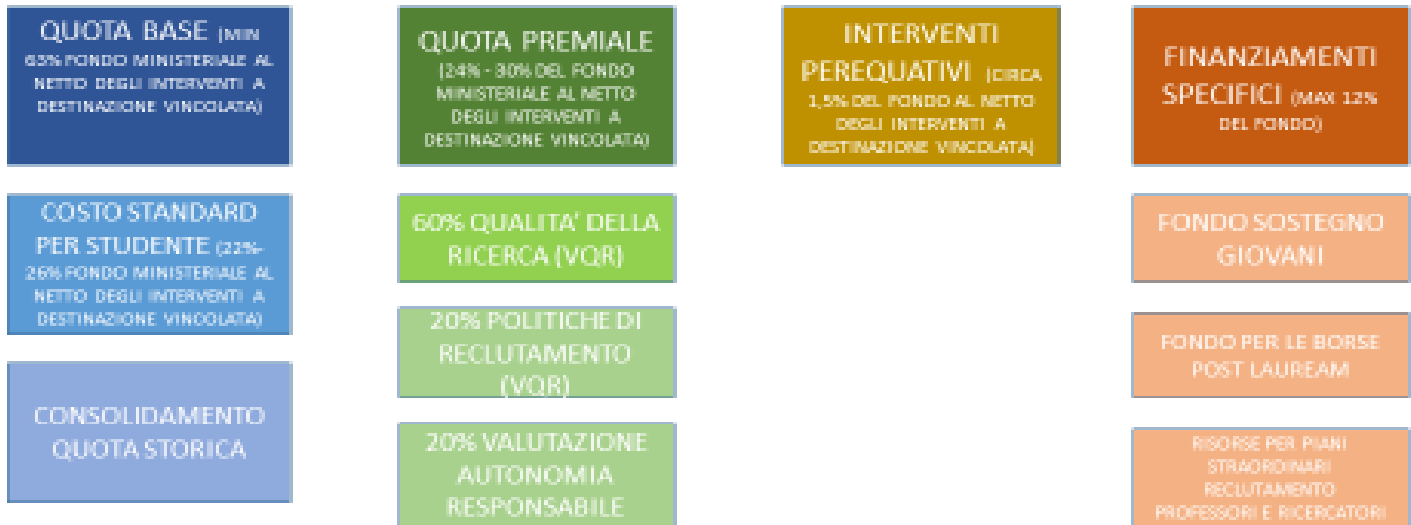 QUOTA BASE (MIN
65% FONDO MINISTERIALE AL
NETTO DEGLI INTERVENTI A
DESTINAZIONE VINCOLATA)
COSTO STANDARD
PER STUDENTE (22%-
26% FONDO MINISTERIALE AL
NETTO DEGLI INTERVENTI A
DESTINAZIONE VINCOLATA)
CONSOLIDAMENTO
QUOTA STORICA
QUOTA PREMIALE
(24% - 30% DEL FONDO
MINISTERIALE AL NETTO
DEGLI INTERVENTI A
DESTINAZIONE VINCOLATA)
60% QUALITA' DELLA
RICERCA (VQR)
20% POLITICHE DI
RECLUTAMENTO
(VQR)
20% VALUTAZIONE
AUTONOMIA
RESPONSABILE
INTERVENTI
PEREQUATIVI (CIRCA
1,5% DEL FONDO AL NETTO
DEGLI INTERVENTI A
DESTINAZIONE VINCOLATA)
FINANZIAMENTI
SPECIFICI (MAX 12%
DEL FONDO)
FONDO SOSTEGNO
GIOVANI
FONDO PER LE BORSE
POST LAUREAM
RISORSE PER PIANI
STRAORDINARI
RECLUTAMENTO
PROFESSORI E RICERCATORI